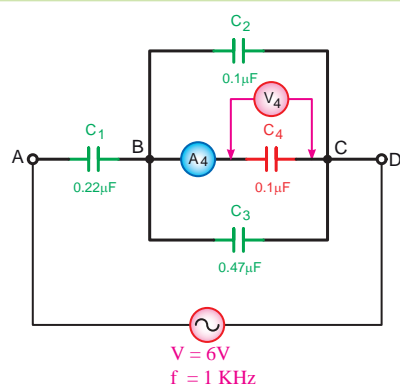 C2
0.1µF
V4
C1
A
B
A4
C4
C
D
0.22µF
0.1µF
C3
0.47µF
V = 6V
f = 1 KHz